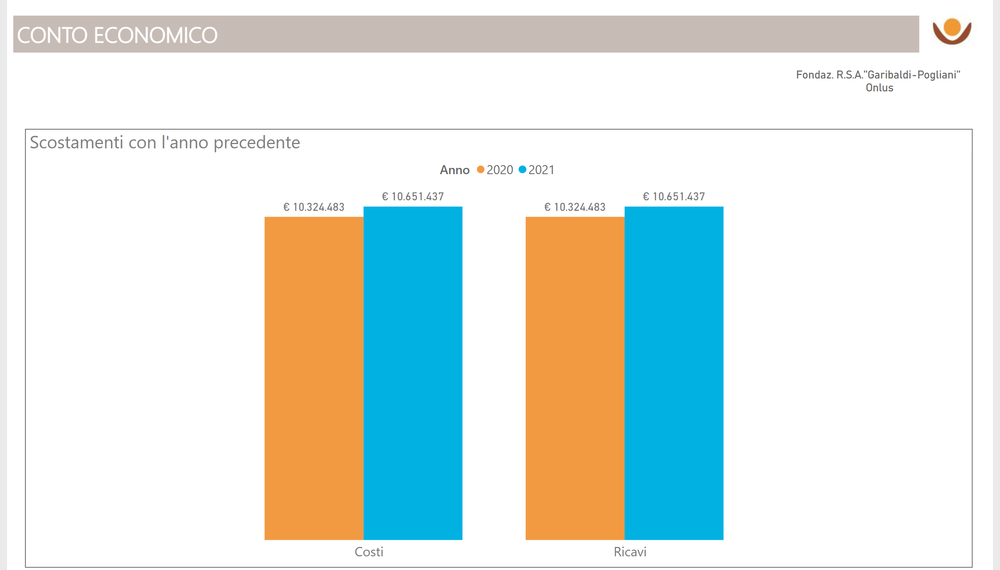 CONTO ECONOMICO
Fondaz. R.S.A."Garibaldi-Pogliani"
Onlus
Scostamenti con l'anno precedente
Anno 2020 2021
€ 10.324.483
€ 10.651.437
€ 10.324.483
€ 10.651.437
Costi
Ricavi